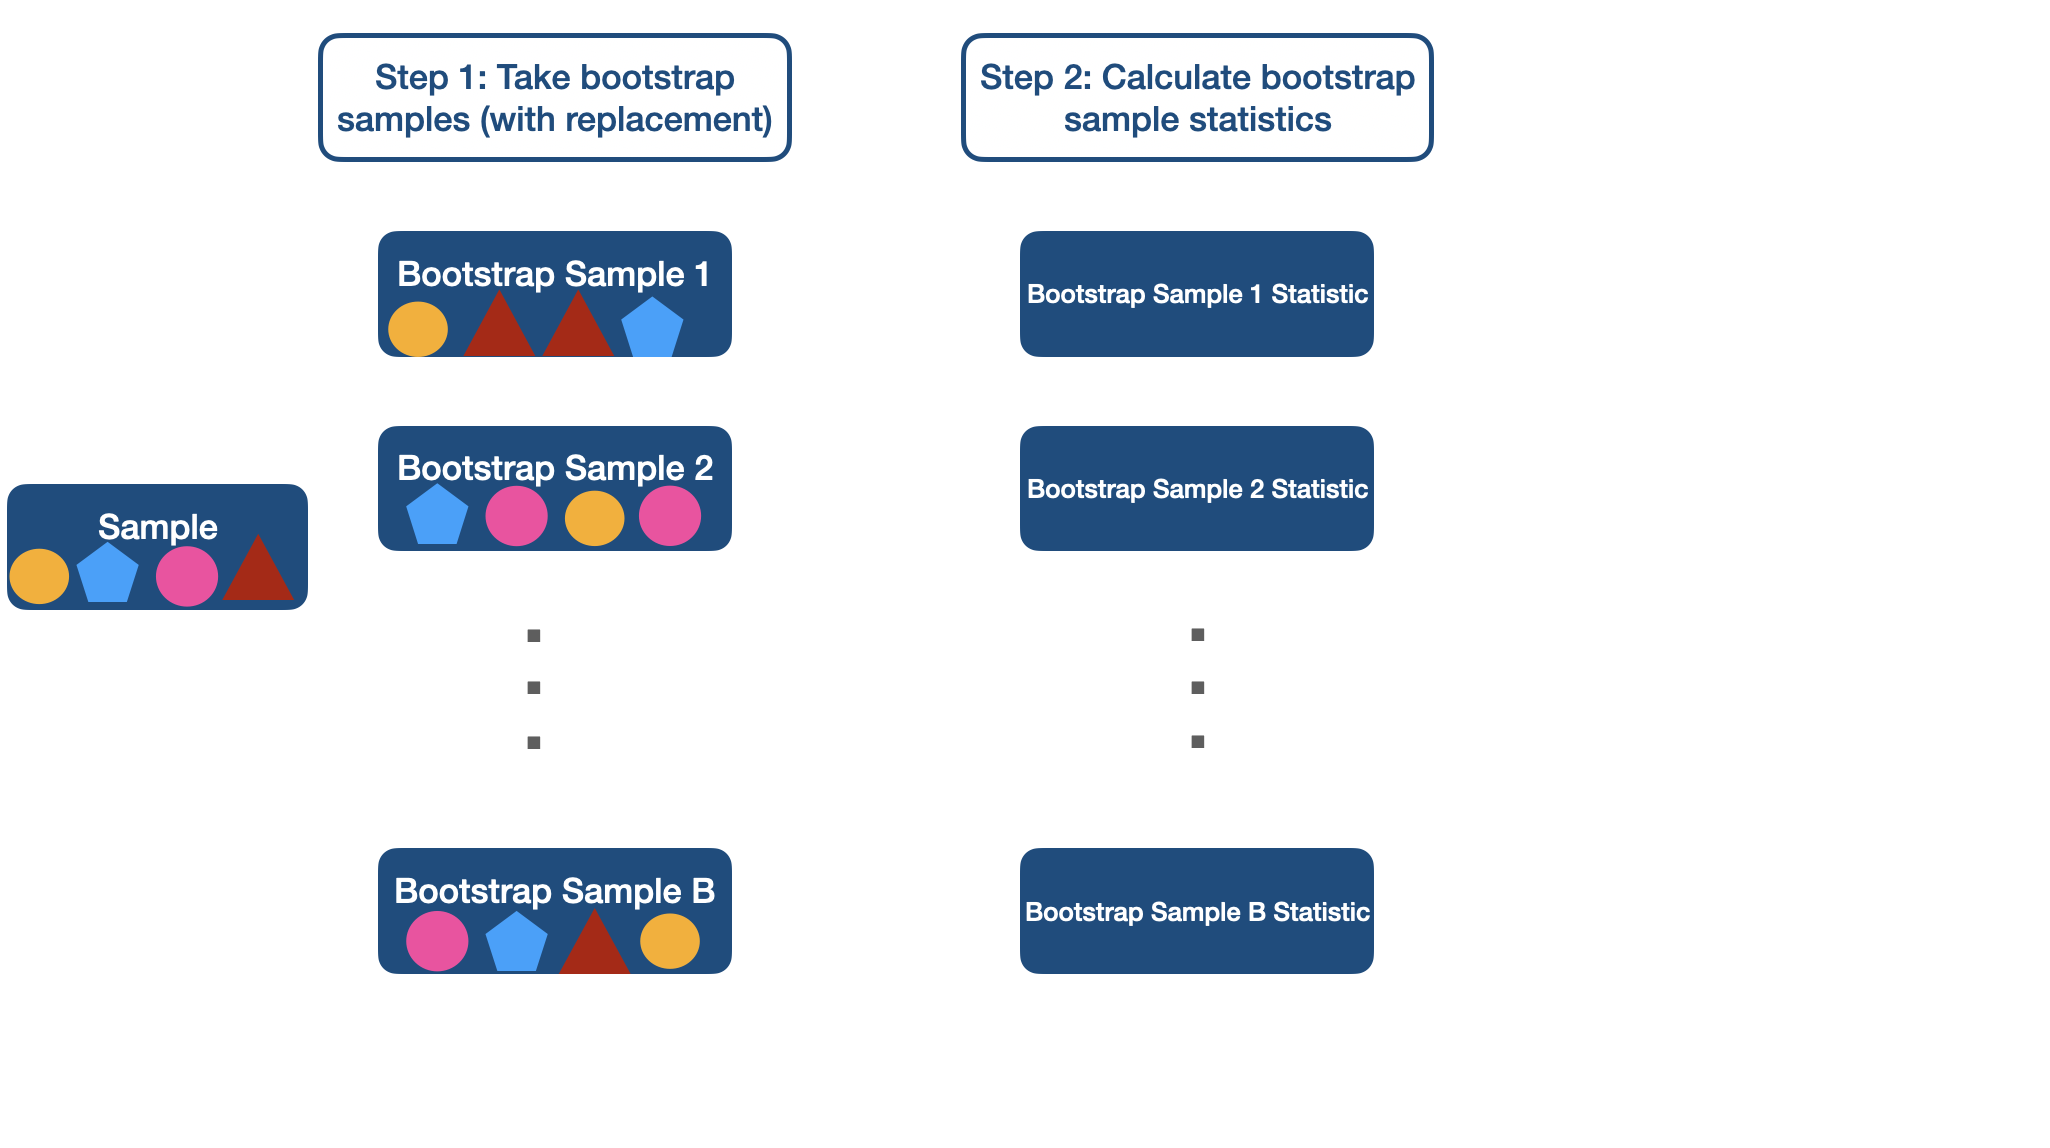 Step 1: Take bootstrap
samples (with replacement)
Step 2: Calculate bootstrap
sample statistics
Bootstrap Sample 1
Bootstrap Sample 1 Statistic
Bootstrap Sample 2
Bootstrap Sample 2 Statistic
Sample
Bootstrap Sample B
Bootstrap Sample B Statistic